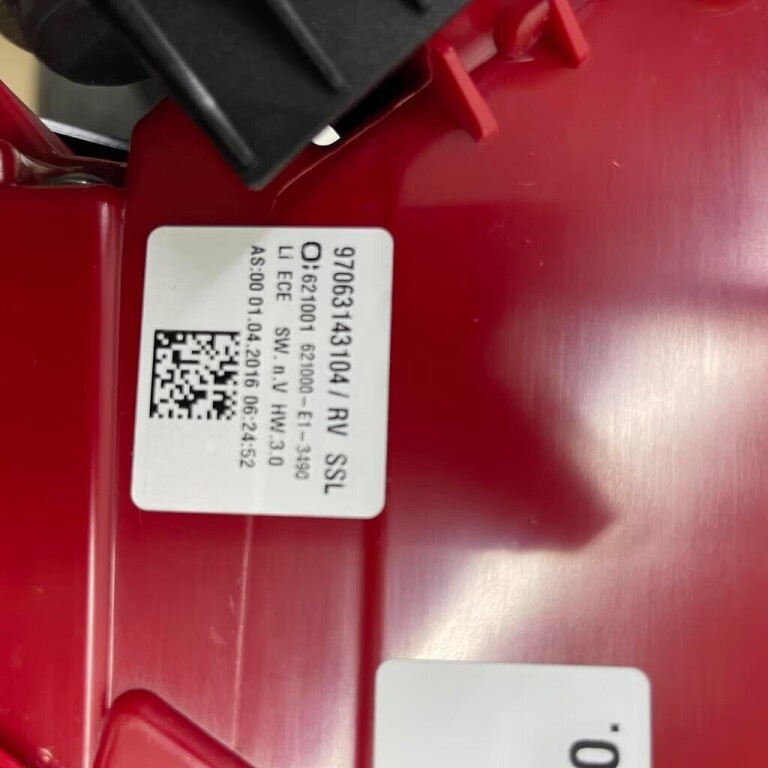 97063143104 / RV SSL
621001 621000-E1-3490
Li ECE SW. n.V HW.3.0
AS:00 01.04.2016 06:24:52
0.